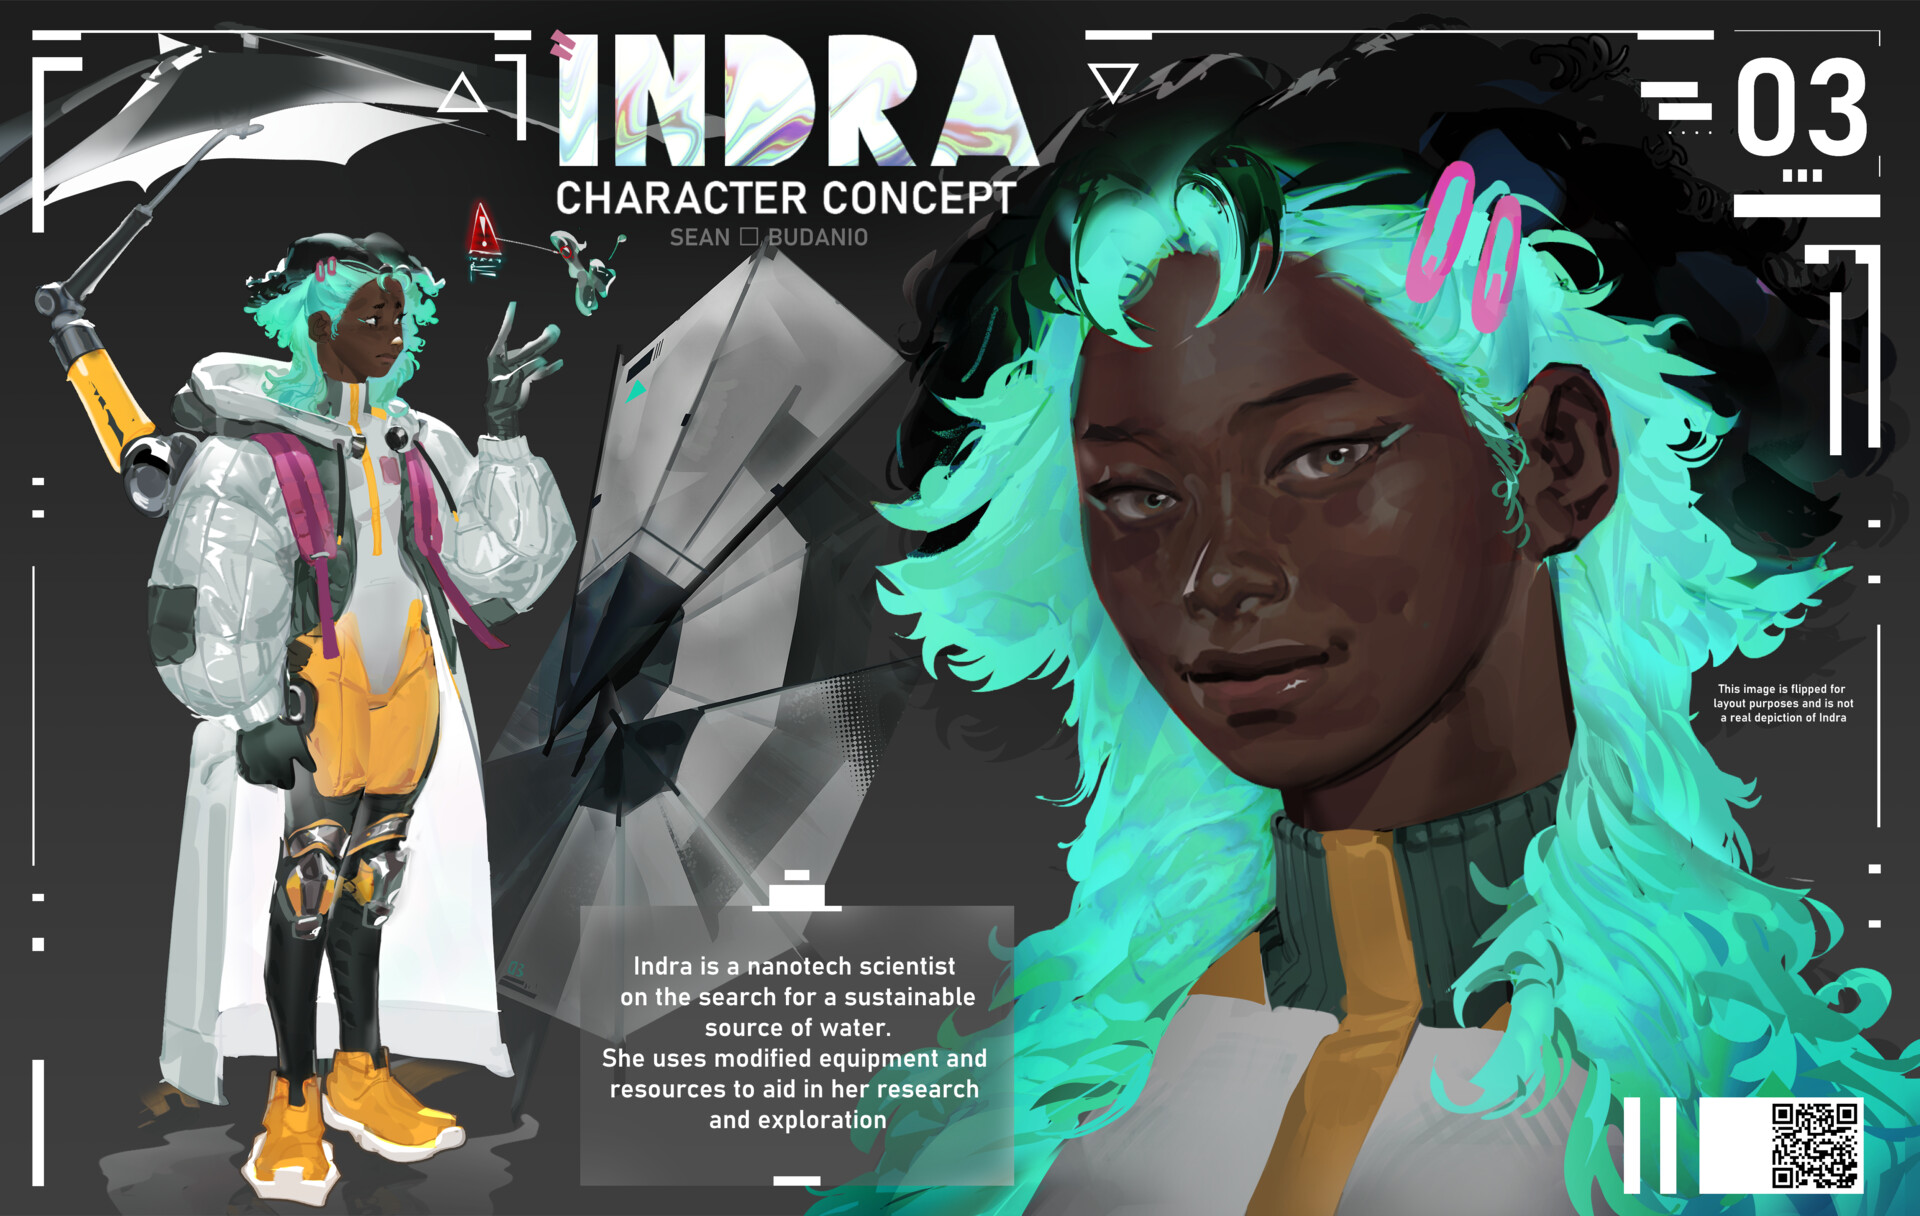 INDRA
CHARACTER CONCEPT
SEAN □ BUDANIO
03
This image is flipped for
layout purposes and is not
a real depiction of Indra
Indra is a nanotech scientist
on the search for a sustainable
source of water.
She uses modified equipment and
resources to aid in her research
and exploration
03